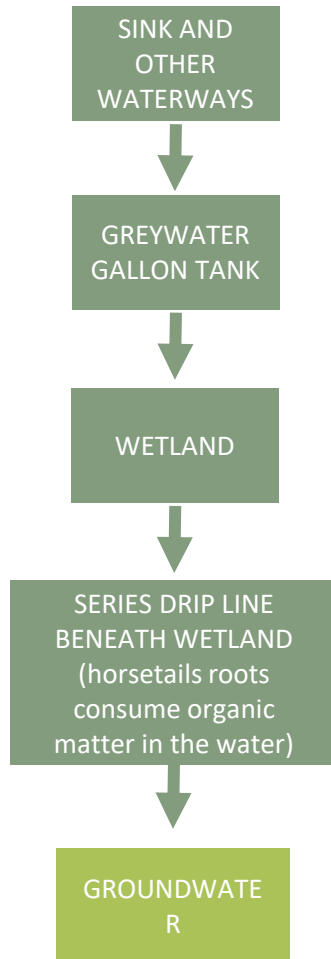 SINK AND
OTHER
WATERWAYS
GREYWATER
GALLON TANK
WETLAND
SERIES DRIP LINE
BENEATH WETLAND
(horsetails roots
consume organic
matter in the water)
GROUNDWATE
R